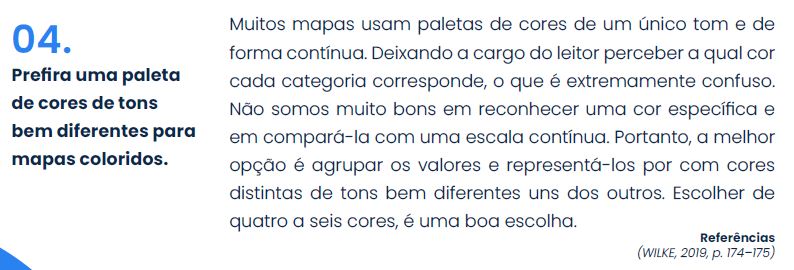 04.
Prefira uma paleta
de cores de tons
bem diferentes para
mapas coloridos.
Muitos mapas usam paletas de cores de um único tom e de
forma contínua. Deixando a cargo do leitor perceber a qual cor
cada categoria corresponde, o que é extremamente confuso.
Não somos muito bons em reconhecer uma cor específica e
em compará-la com uma escala contínua. Portanto, a melhor
opção é agrupar os valores e representá-los por com cores
distintas de tons bem diferentes uns dos outros. Escolher de
quatro a seis cores, é uma boa escolha.
Referências
(WILKE, 2019, p. 174–175)